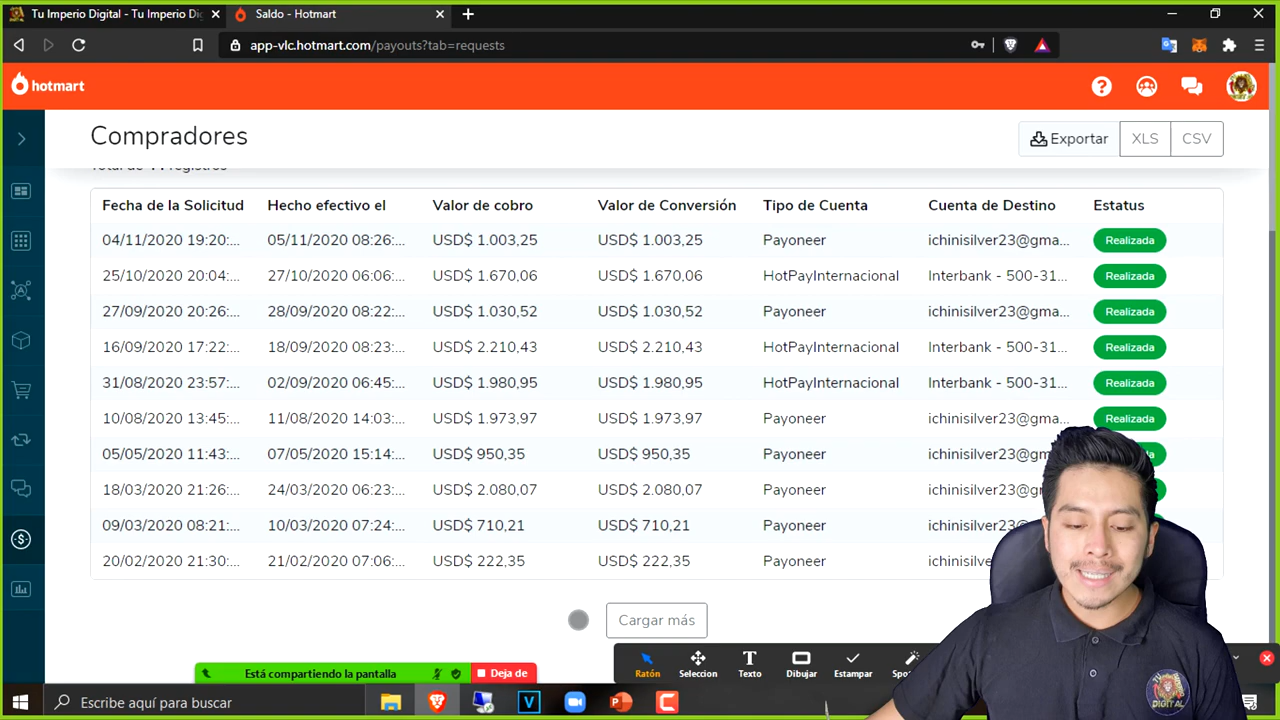 Tu Imperio Digital - Tu Imperio Dig
Saldo - Hotmart
app-vlc.hotmart.com/payouts?tab=requests
hotmart
Compradores
Exportar XLS CSV
Total de 44 registros
Fecha de la Solicitud Hecho efectivo el Valor de cobro Valor de Conversión Tipo de Cuenta Cuenta de Destino Estatus
04/11/2020 19:20:... 05/11/2020 08:26:... USD$ 1.003,25 USD$ 1.003,25 Payoneer ichinisilver23@gma... Realizada
25/10/2020 20:04:... 27/10/2020 06:06:... USD$ 1.670,06 USD$ 1.670,06 HotPayInternacional Interbank - 500-31... Realizada
27/09/2020 20:26:... 28/09/2020 08:22:... USD$ 1.030,52 USD$ 1.030,52 Payoneer ichinisilver23@gma... Realizada
16/09/2020 17:22:... 18/09/2020 08:23:... USD$ 2.210,43 USD$ 2.210,43 HotPayInternacional Interbank - 500-31... Realizada
31/08/2020 23:57:... 02/09/2020 06:45:... USD$ 1.980,95 USD$ 1.980,95 HotPayInternacional Interbank - 500-31... Realizada
10/08/2020 13:45:... 11/08/2020 14:03:... USD$ 1.973,97 USD$ 1.973,97 Payoneer ichinisilver23@gma... Realizada
05/05/2020 11:43:... 07/05/2020 15:14:... USD$ 950,35 USD$ 950,35 Payoneer ichinisilver23@gm
18/03/2020 21:26:... 24/03/2020 06:23:... USD$ 2.080,07 USD$ 2.080,07 Payoneer ichinisilver23@g
09/03/2020 08:21:... 10/03/2020 07:24:... USD$ 710,21 USD$ 710,21 Payoneer ichinisilver23@
20/02/2020 21:30:... 21/02/2020 07:06:... USD$ 222,35 USD$ 222,35 Payoneer ichinisilve
Cargar más
Está compartiendo la pantalla Deja de
Ratón Seleccion Texto Dibujar Estampar Spo
Escribe aquí para buscar
TU
DIGITAL